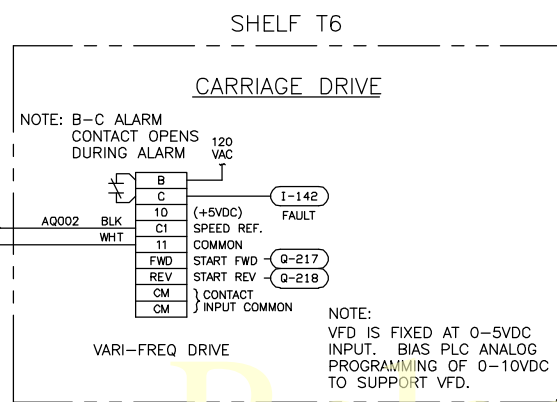 SHELF T6
CARRIAGE DRIVE
NOTE: B-C ALARM
CONTACT OPENS
DURING ALARM
120
VAC
B
C
I-142
FAULT
10 (+5VDC)
AQ002 BLK C1 SPEED REF.
WHT 11 COMMON
FWD START FWD Q-217
REV START REV Q-218
CM CONTACT
CM INPUT COMMON
VARI-FREQ DRIVE
NOTE:
VFD IS FIXED AT 0-5VDC
INPUT. BIAS PLC ANALOG
PROGRAMMING OF 0-10VDC
TO SUPPORT VFD.